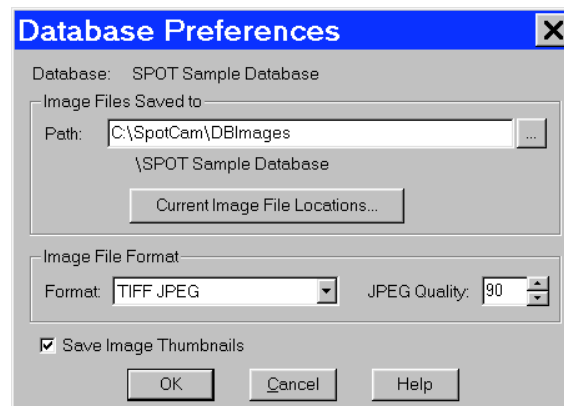 Database Preferences
Database: SPOT Sample Database
Image Files Saved to
Path: C:\SpotCam\DBImages ...
\SPOT Sample Database
Current Image File Locations...
Image File Format
Format: TIFF JPEG JPEG Quality: 90
Save Image Thumbnails
OK Cancel Help